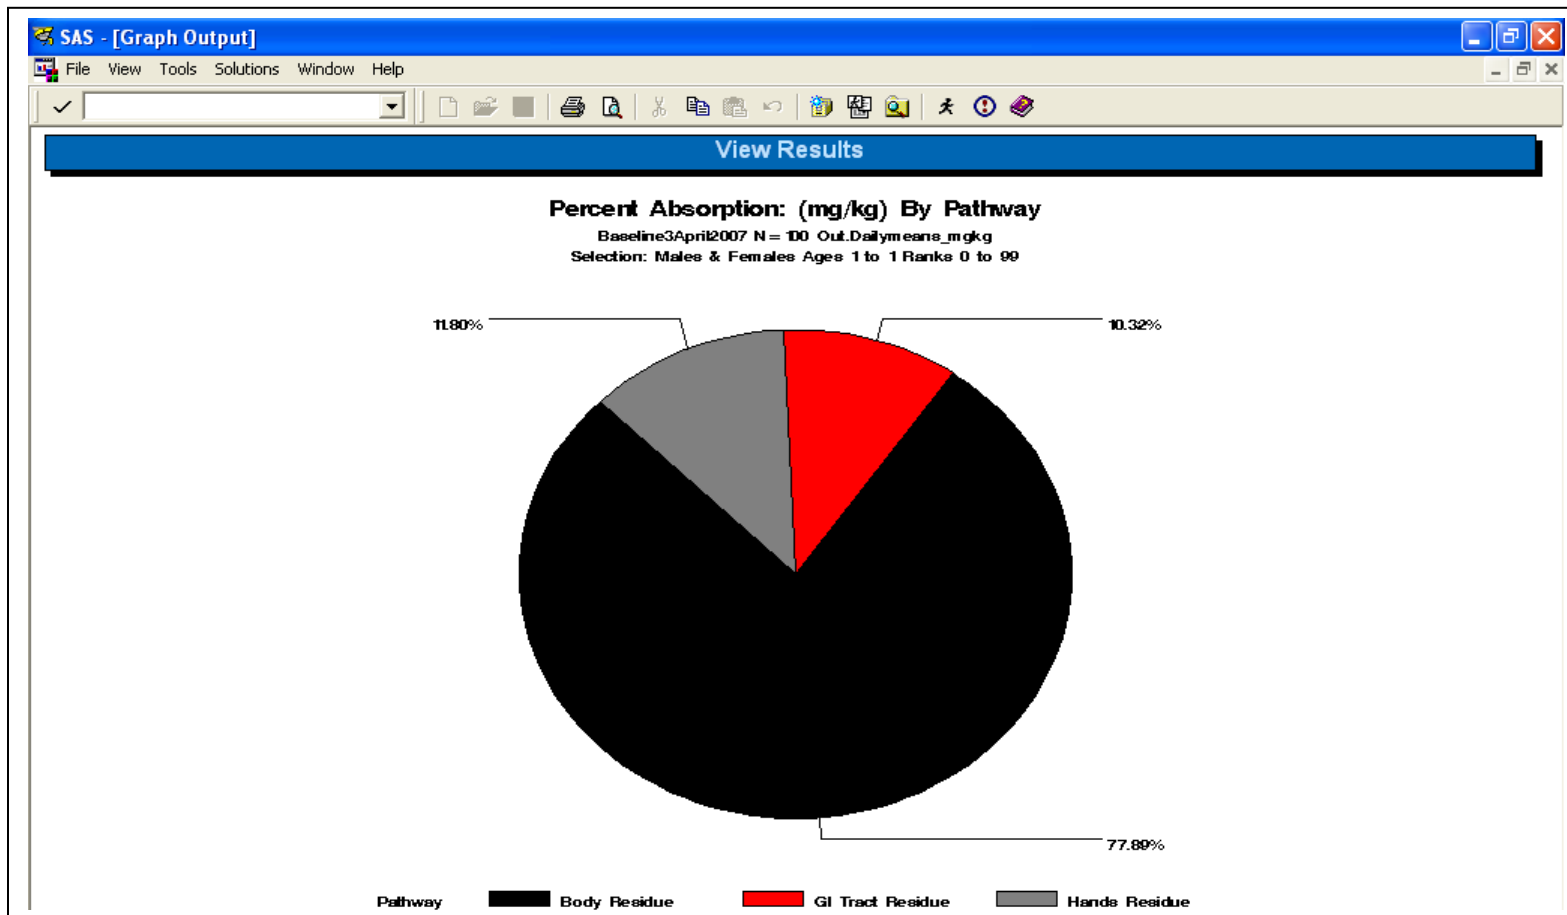 SAS - [Graph Output]
File View Tools Solutions Window Help
View Results
Percent Absorption: (mg/kg) By Pathway
Baseline3April2007 N = 100 Out.Dailymeans_mgkg
Selection: Males & Females Ages 1 to 1 Ranks 0 to 99
11.80% 10.32%
77.89%
Pathway Body Residue GI Tract Residue Hands Residue